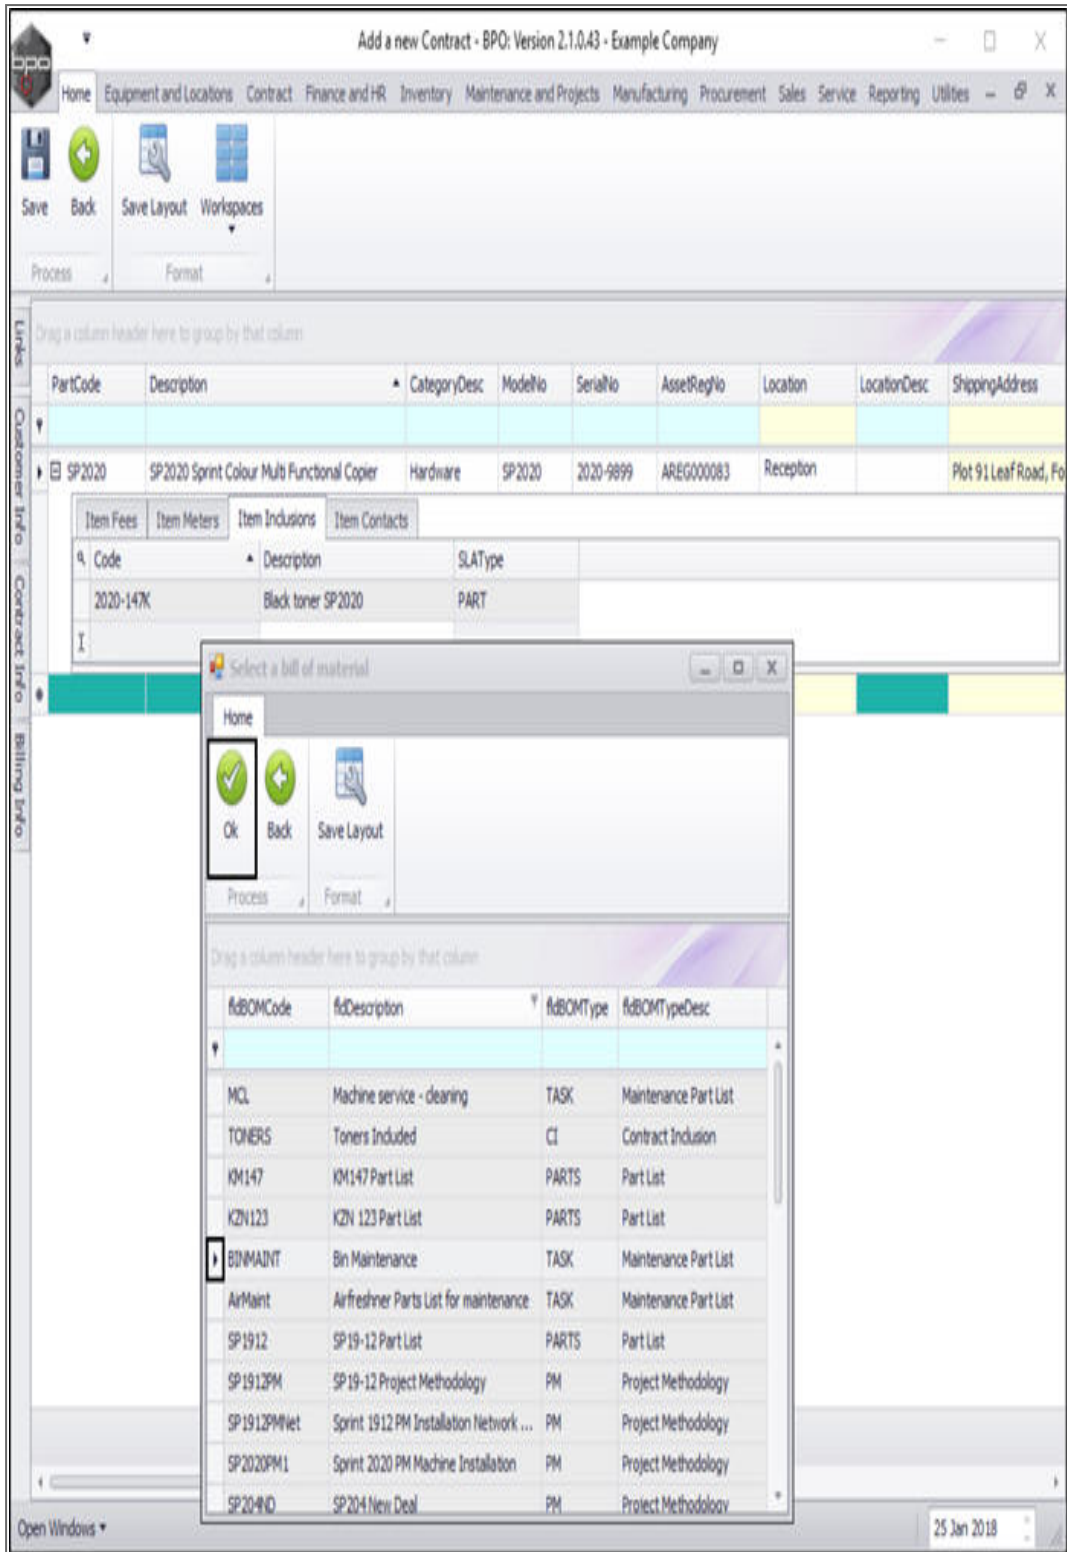 Add a new Contract - BPO: Version 2.1.0.43 - Example Company
bpo
Home Equipment and Locations Contract Finance and HR Inventory Maintenance and Projects Manufacturing Procurement Sales Service Reporting Utilities
Save Back Save Layout Workspaces
Process Format
Links
Customer Info
Contract Info
Billing Info
Drag a column header here to group by that column
PartCode Description CategoryDesc ModelNo SerialNo AssetRegNo Location LocationDesc ShippingAddress
SP2020 SP2020 Sprint Colour Multi Functional Copier Hardware SP2020 2020-9899 AREG000083 Reception Plot 91 Leaf Road, Fo
Item Fees Item Meters Item Inclusions Item Contacts
Code Description SLAType
2020-147K Black toner SP2020 PART
Select a bill of material
Home
Ok Back Save Layout
Process Format
Drag a column header here to group by that column
fldBOMCode fldDescription fldBOMType fldBOMTypeDesc
MCL Machine service - cleaning TASK Maintenance Part List
TONERS Toners Included CI Contract Inclusion
KM147 KM147 Part List PARTS Part List
KZN123 KZN 123 Part List PARTS Part List
BINMAINT Bin Maintenance TASK Maintenance Part List
AirMaint Airfreshner Parts List for maintenance TASK Maintenance Part List
SP1912 SP19-12 Part List PARTS Part List
SP1912PM SP19-12 Project Methodology PM Project Methodology
SP1912PMNet Sprint 1912 PM Installation Network ... PM Project Methodology
SP2020PM1 Sprint 2020 PM Machine Installation PM Project Methodology
SP204ND SP204 New Deal PM Project Methodology
Open Windows 25 Jan 2018